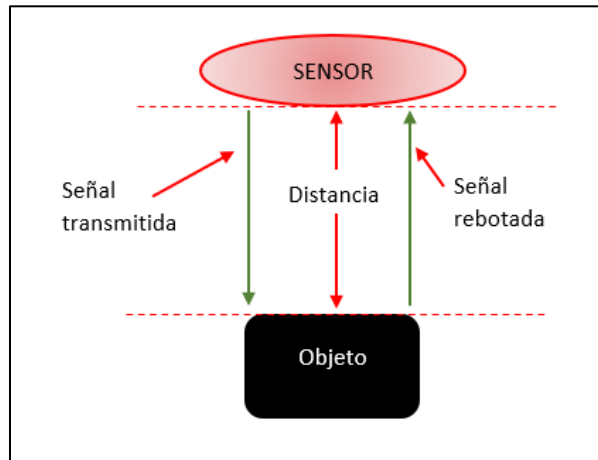 SENSOR
Señal
transmitida
Distancia
Señal
rebotada
Objeto